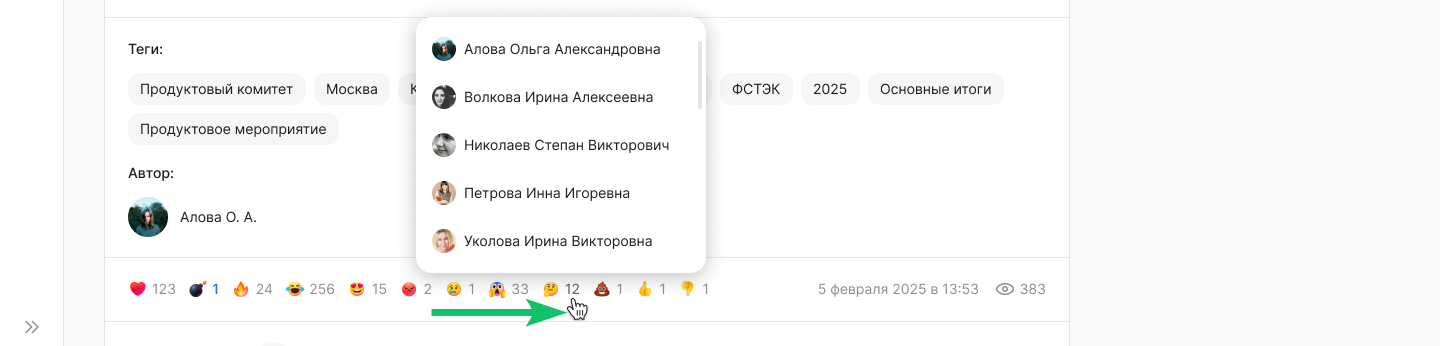 Теги:
Продуктовый комитет Москва ФСТЭК 2025 Основные итоги
Продуктовое мероприятие
Автор:
Алова О. А.
Алова Ольга Александровна
Волкова Ирина Алексеевна
Николаев Степан Викторович
Петрова Инна Игоревна
Уколова Ирина Викторовна
123 1 24 256 15 2 1 33 12 1 1 1 5 февраля 2025 в 13:53 383